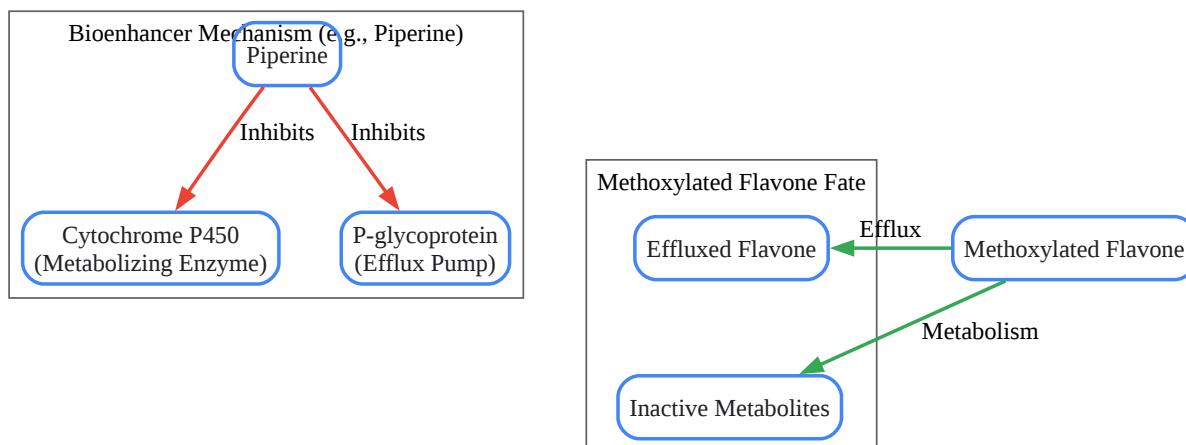 Bioenhancer Mechanism (e.g., Piperine)
Piperine
Inhibits
Inhibits
Cytochrome P450
(Metabolizing Enzyme)
P-glycoprotein
(Efflux Pump)
Methoxylated Flavone Fate
Effluxed Flavone
Efflux
Methoxylated Flavone
Metabolism
Inactive Metabolites